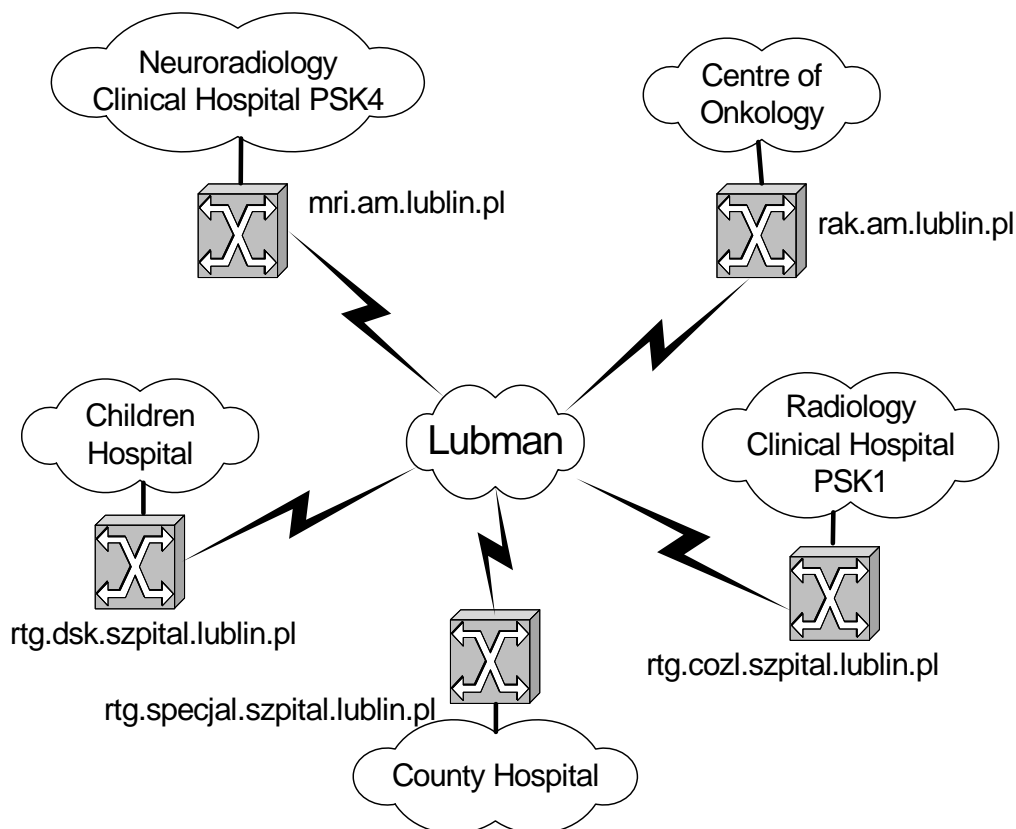 Neuroradiology
Clinical Hospital PSK4
Centre of
Onkology
mri.am.lublin.pl
rak.am.lublin.pl
Children
Hospital
Lubman
Radiology
Clinical Hospital
PSK1
rtg.dsk.szpital.lublin.pl
rtg.cozl.szpital.lublin.pl
rtg.specjal.szpital.lublin.pl
County Hospital